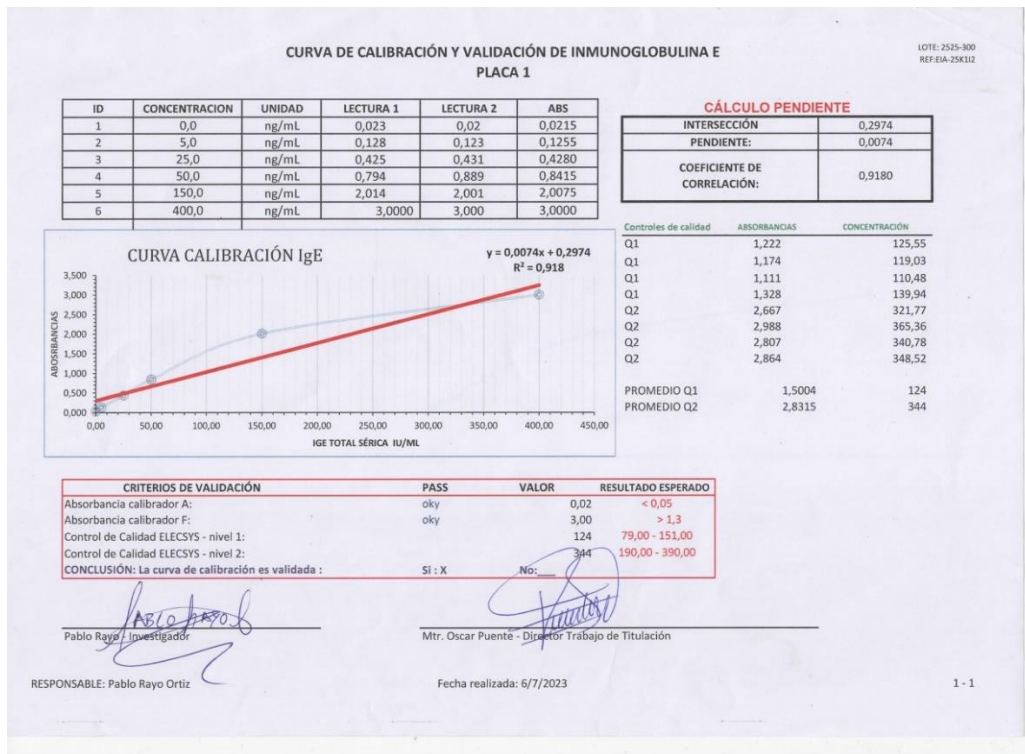 CURVA DE CALIBRACIÓN Y VALIDACIÓN DE INMUNOGLOBULINA E
PLACA 1
LOTE: 2525-300
REF:EIA-25K1I2
ID CONCENTRACION UNIDAD LECTURA 1 LECTURA 2 ABS
1 0,0 ng/mL 0,023 0,02 0,0215
2 5,0 ng/mL 0,128 0,123 0,1255
3 25,0 ng/mL 0,425 0,431 0,4280
4 50,0 ng/mL 0,794 0,889 0,8415
5 150,0 ng/mL 2,014 2,001 2,0075
6 400,0 ng/mL 3,0000 3,000 3,0000
CÁLCULO PENDIENTE
INTERSECCIÓN 0,2974
PENDIENTE: 0,0074
COEFICIENTE DE
CORRELACIÓN: 0,9180
Controles de calidad ABSORBANCIAS CONCENTRACIÓN
Q1 1,222 125,55
Q1 1,174 119,03
Q1 1,111 110,48
Q1 1,328 139,94
Q2 2,667 321,77
Q2 2,988 365,36
Q2 2,807 340,78
Q2 2,864 348,52
PROMEDIO Q1 1,5004 124
PROMEDIO Q2 2,8315 344
CURVA CALIBRACIÓN IgE
y = 0,0074x + 0,2974
R² = 0,918
ABOSRBANCIAS
3,500
3,000
2,500
2,000
1,500
1,000
0,500
0,000
0,00 50,00 100,00 150,00 200,00 250,00 300,00 350,00 400,00 450,00
IGE TOTAL SÉRICA IU/ML
CRITERIOS DE VALIDACIÓN PASS VALOR RESULTADO ESPERADO
Absorbancia calibrador A: oky 0,02 < 0,05
Absorbancia calibrador F: oky 3,00 > 1,3
Control de Calidad ELECSYS - nivel 1: 124 79,00 - 151,00
Control de Calidad ELECSYS - nivel 2: 344 190,00 - 390,00
CONCLUSIÓN: La curva de calibración es validada : Si : X No:___
Pablo Rayo - Investigador
Mtr. Oscar Puente - Director Trabajo de Titulación
RESPONSABLE: Pablo Rayo Ortiz
Fecha realizada: 6/7/2023
1 - 1